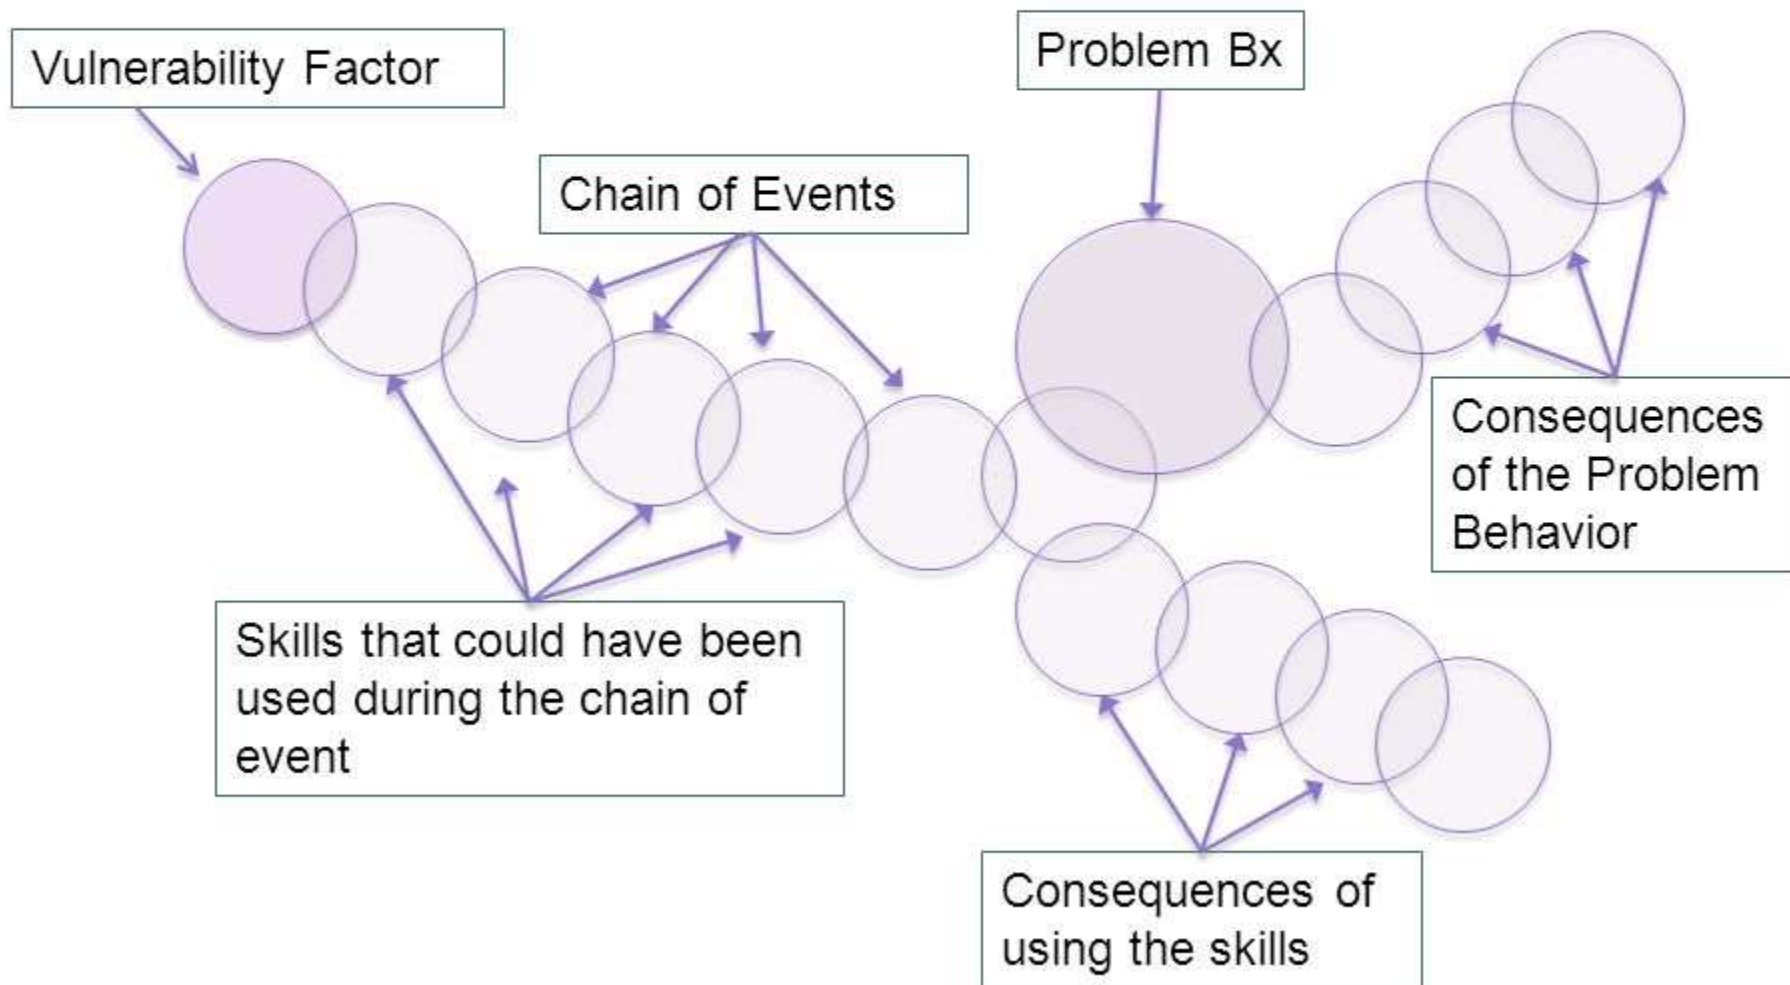 Vulnerability Factor
Problem Bx
Chain of Events
Consequences
of the Problem
Behavior
Skills that could have been
used during the chain of
event
Consequences of
using the skills